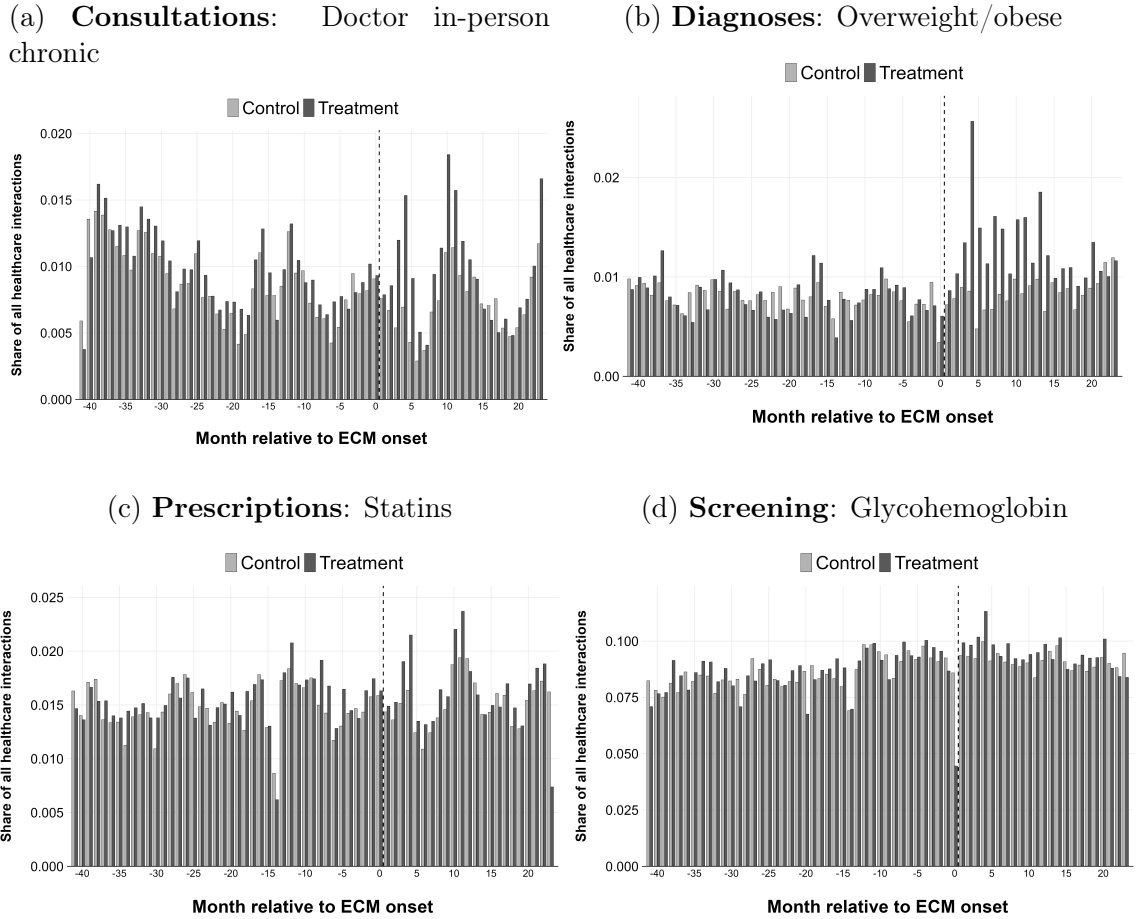 (a) Consultations: Doctor in-person
chronic
Control Treatment
0.020
0.015
0.010
0.005
0.000
Share of all healthcare interactions
-40 -35 -30 -25 -20 -15 -10 -5 0 5 10 15 20
Month relative to ECM onset
(b) Diagnoses: Overweight/obese
Control Treatment
0.02
0.01
0.00
Share of all healthcare interactions
-40 -35 -30 -25 -20 -15 -10 -5 0 5 10 15 20
Month relative to ECM onset
(c) Prescriptions: Statins
Control Treatment
0.025
0.020
0.015
0.010
0.005
0.000
Share of all healthcare interactions
-40 -35 -30 -25 -20 -15 -10 -5 0 5 10 15 20
Month relative to ECM onset
(d) Screening: Glycohemoglobin
Control Treatment
0.100
0.075
0.050
0.025
0.000
Share of all healthcare interactions
-40 -35 -30 -25 -20 -15 -10 -5 0 5 10 15 20
Month relative to ECM onset